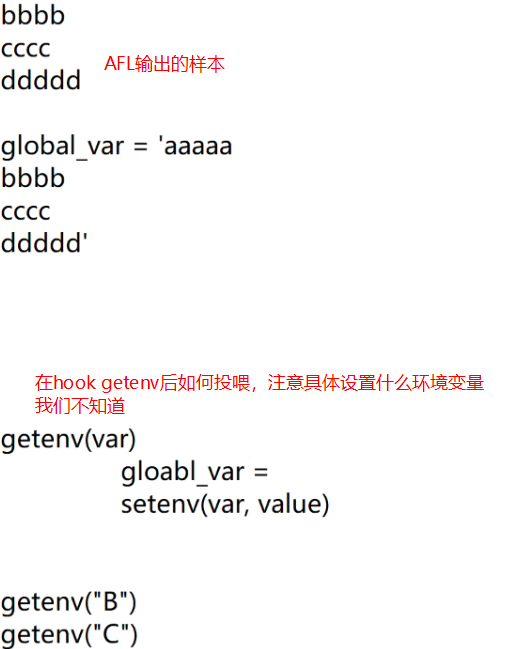 bbbb
cccc
AFL输出的样本
ddddd
global_var = 'aaaaa
bbbb
cccc
ddddd'
在hook getenv后如何投喂，注意具体设置什么环境变量
我们不知道
getenv(var)
gloabl_var =
setenv(var, value)
getenv("B")
getenv("C")